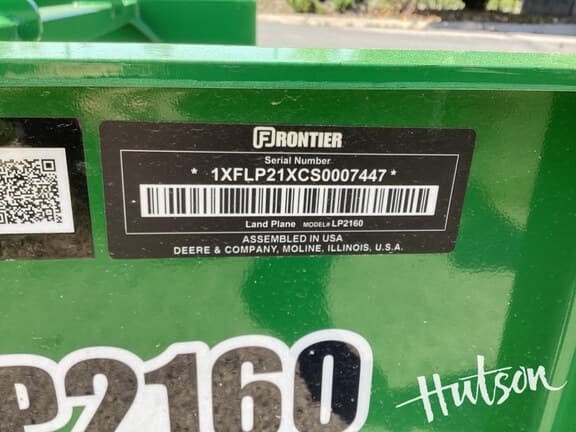 FRONTIER
Serial Number
* 1XFLP21XCS0007447 *
Land Plane MODEL# LP2160
ASSEMBLED IN USA
DEERE & COMPANY, MOLINE, ILLINOIS, U.S.A.
P2160
Hutson